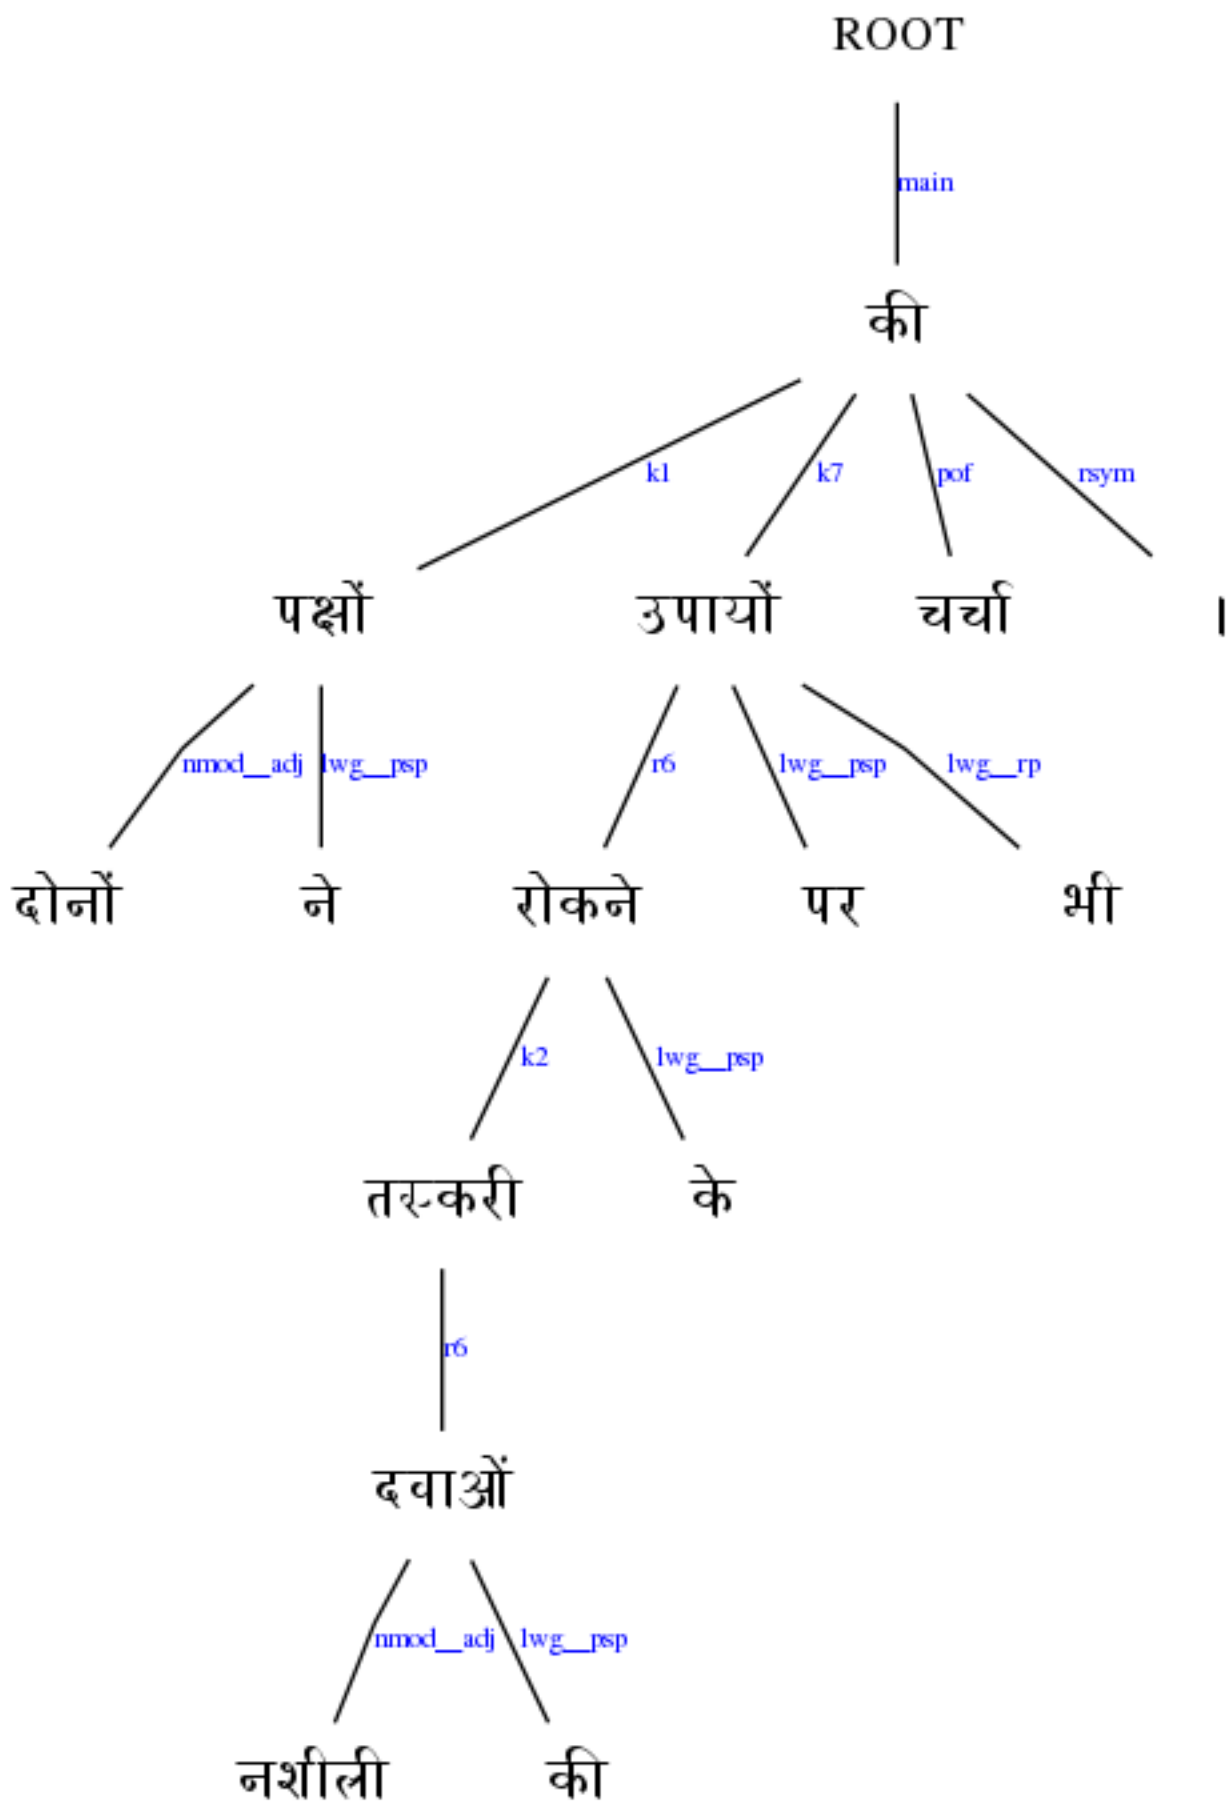 ROOT
main
की
k1 k7 pof rsym
पक्षों उपायों चर्चा ।
nmod__adj lwg__psp r6 lwg__psp lwg__rp
दोनों ने रोकने पर भी
k2 lwg__psp
तस्करी के
r6
दवाओं
nmod__adj lwg__psp
नशीली की